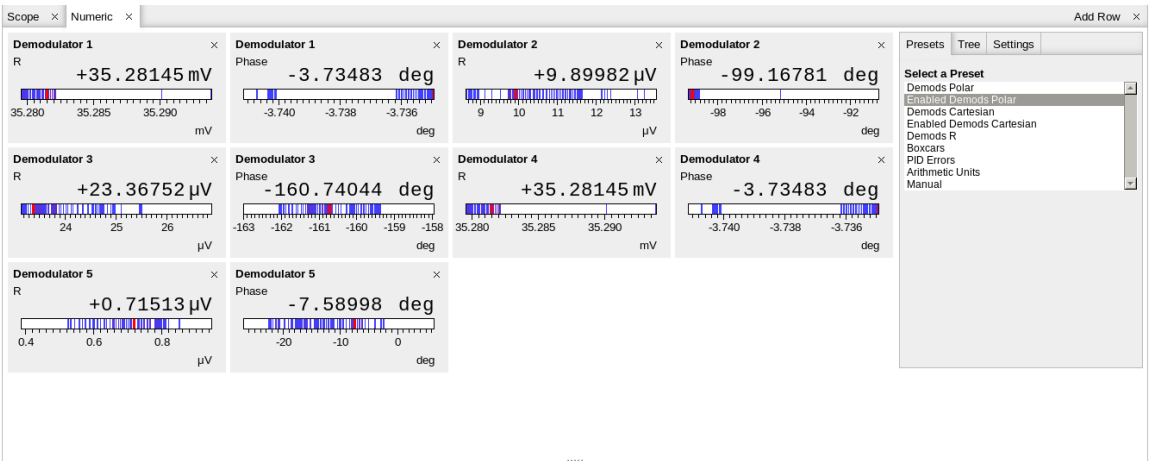 Scope × Numeric × Add Row ×
Demodulator 1 ×
R
+35.28145 mV
35.280 35.285 35.290
mV
Demodulator 1 ×
Phase
-3.73483 deg
-3.740 -3.738 -3.736
deg
Demodulator 2 ×
R
+9.89982 µV
9 10 11 12 13
µV
Demodulator 2 ×
Phase
-99.16781 deg
-98 -96 -94 -92
deg
Demodulator 3 ×
R
+23.36752 µV
24 25 26
µV
Demodulator 3 ×
Phase
-160.74044 deg
-163 -162 -161 -160 -159 -158
deg
Demodulator 4 ×
R
+35.28145 mV
35.280 35.285 35.290
mV
Demodulator 4 ×
Phase
-3.73483 deg
-3.740 -3.738 -3.736
deg
Demodulator 5 ×
R
+0.71513 µV
0.4 0.6 0.8
µV
Demodulator 5 ×
Phase
-7.58998 deg
-20 -10 0
deg
Presets Tree Settings
Select a Preset
Demods Polar
Enabled Demods Polar
Demods Cartesian
Enabled Demods Cartesian
Demods R
Boxcars
PID Errors
Arithmetic Units
Manual